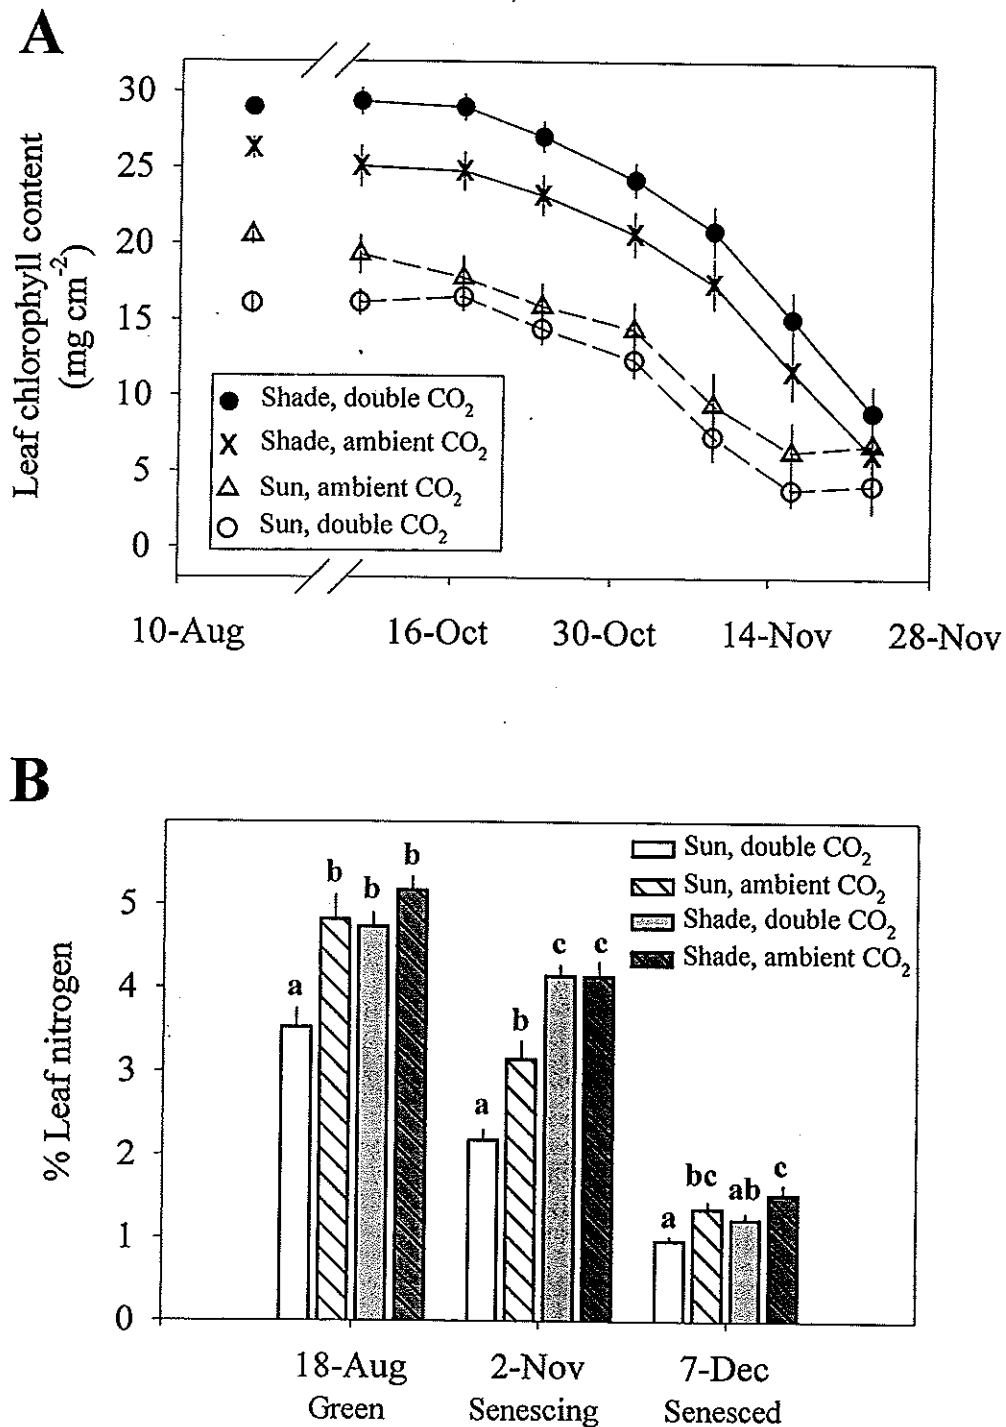 A
Leaf chlorophyll content
(mg cm⁻²)
30
25
20
15
10
5
0
Shade, double CO₂
Shade, ambient CO₂
Sun, ambient CO₂
Sun, double CO₂
10-Aug 16-Oct 30-Oct 14-Nov 28-Nov
B
% Leaf nitrogen
5
4
3
2
1
0
Sun, double CO₂
Sun, ambient CO₂
Shade, double CO₂
Shade, ambient CO₂
a b b b
a b c c
a bc ab c
18-Aug 2-Nov 7-Dec
Green Senescing Senesced